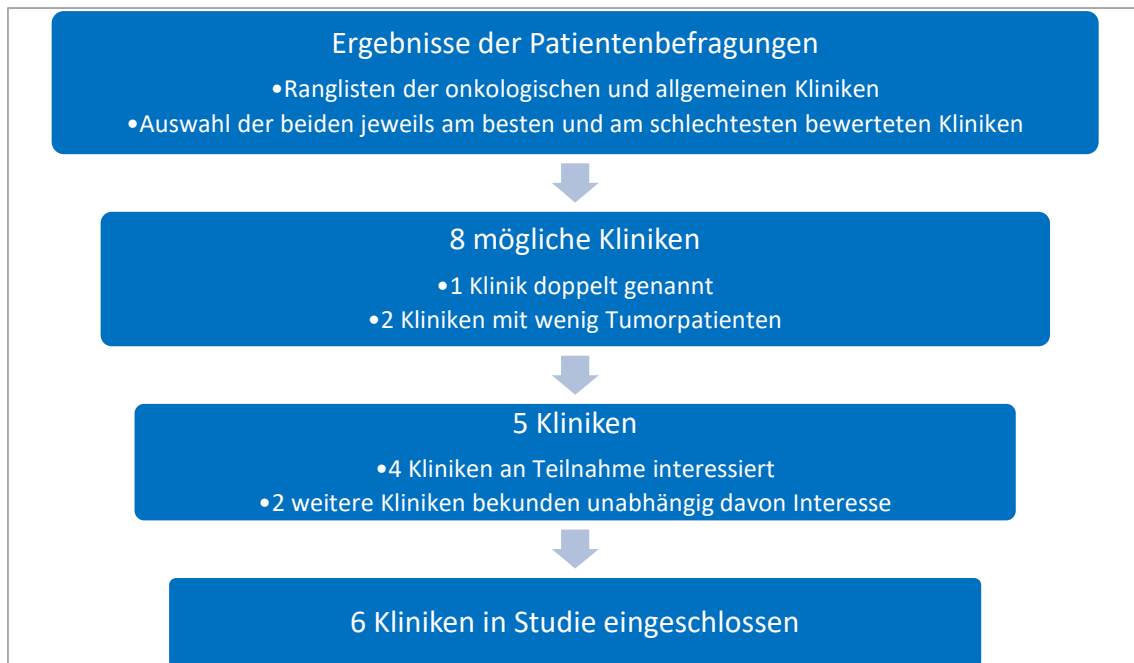 Ergebnisse der Patientenbefragungen
•Ranglisten der onkologischen und allgemeinen Kliniken
•Auswahl der beiden jeweils am besten und am schlechtesten bewerteten Kliniken
8 mögliche Kliniken
•1 Klinik doppelt genannt
•2 Kliniken mit wenig Tumorpatienten
5 Kliniken
•4 Kliniken an Teilnahme interessiert
•2 weitere Kliniken bekunden unabhängig davon Interesse
6 Kliniken in Studie eingeschlossen